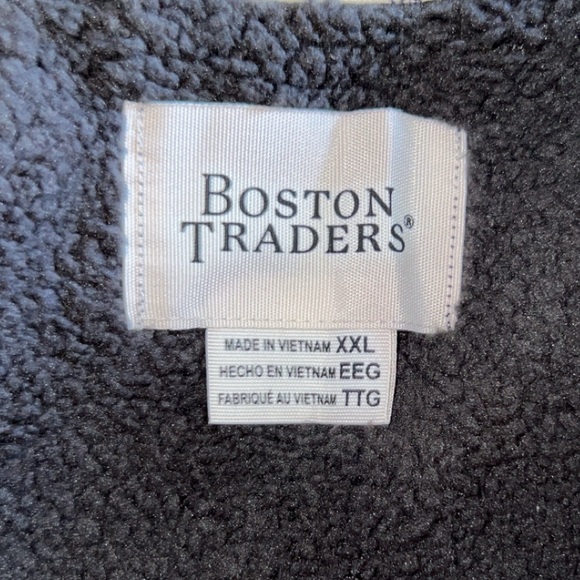 BOSTON
TRADERS®
MADE IN VIETNAM XXL
HECHO EN VIETNAM EEG
FABRIQUÉ AU VIETNAM TTG